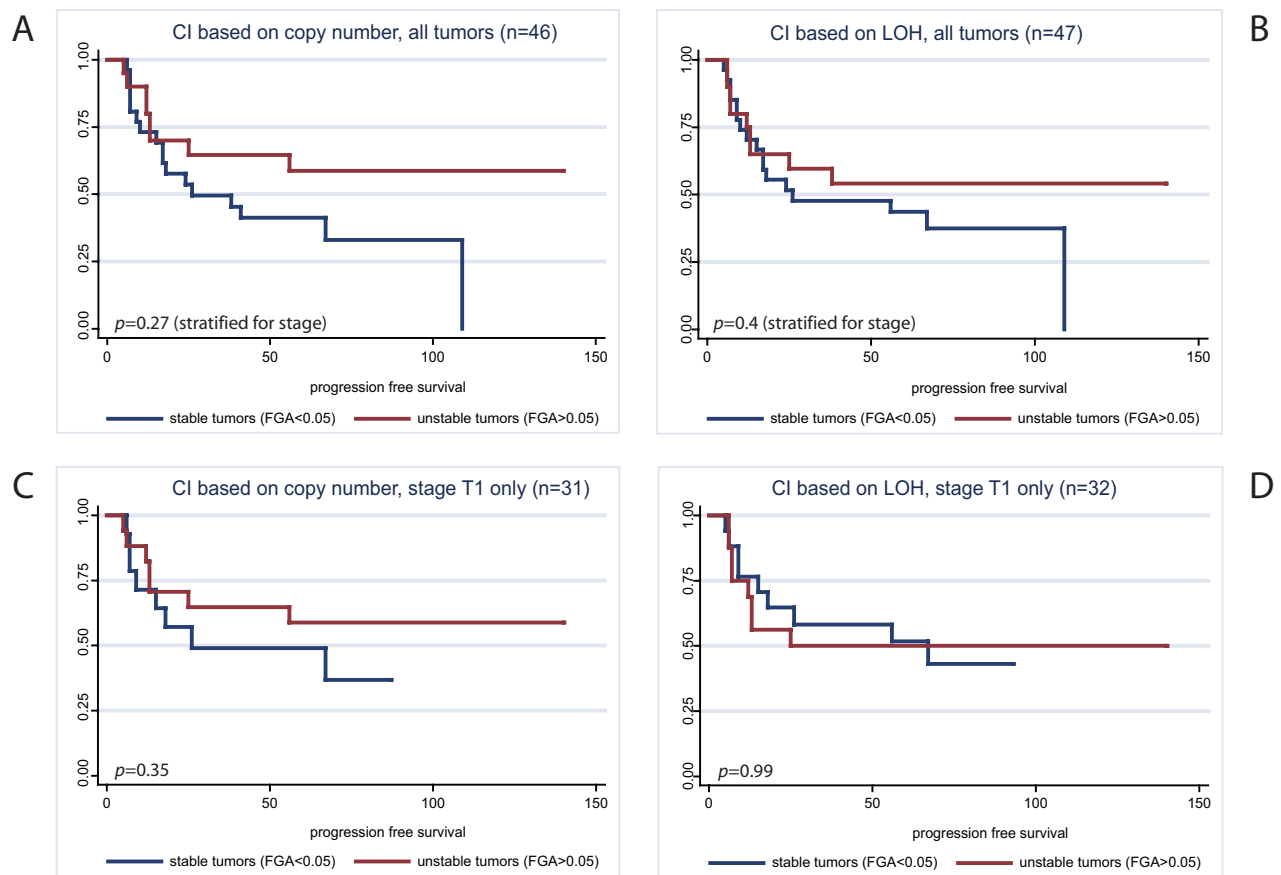 A
CI based on copy number, all tumors (n=46)
1.00
0.75
0.50
0.25
0.00
p=0.27 (stratified for stage)
0 50 100 150
progression free survival
stable tumors (FGA<0.05) unstable tumors (FGA>0.05)
B
CI based on LOH, all tumors (n=47)
1.00
0.75
0.50
0.25
0.00
p=0.4 (stratified for stage)
0 50 100 150
progression free survival
stable tumors (FGA<0.05) unstable tumors (FGA>0.05)
C
CI based on copy number, stage T1 only (n=31)
1.00
0.75
0.50
0.25
0.00
p=0.35
0 50 100 150
progression free survival
stable tumors (FGA<0.05) unstable tumors (FGA>0.05)
D
CI based on LOH, stage T1 only (n=32)
1.00
0.75
0.50
0.25
0.00
p=0.99
0 50 100 150
progression free survival
stable tumors (FGA<0.05) unstable tumors (FGA>0.05)